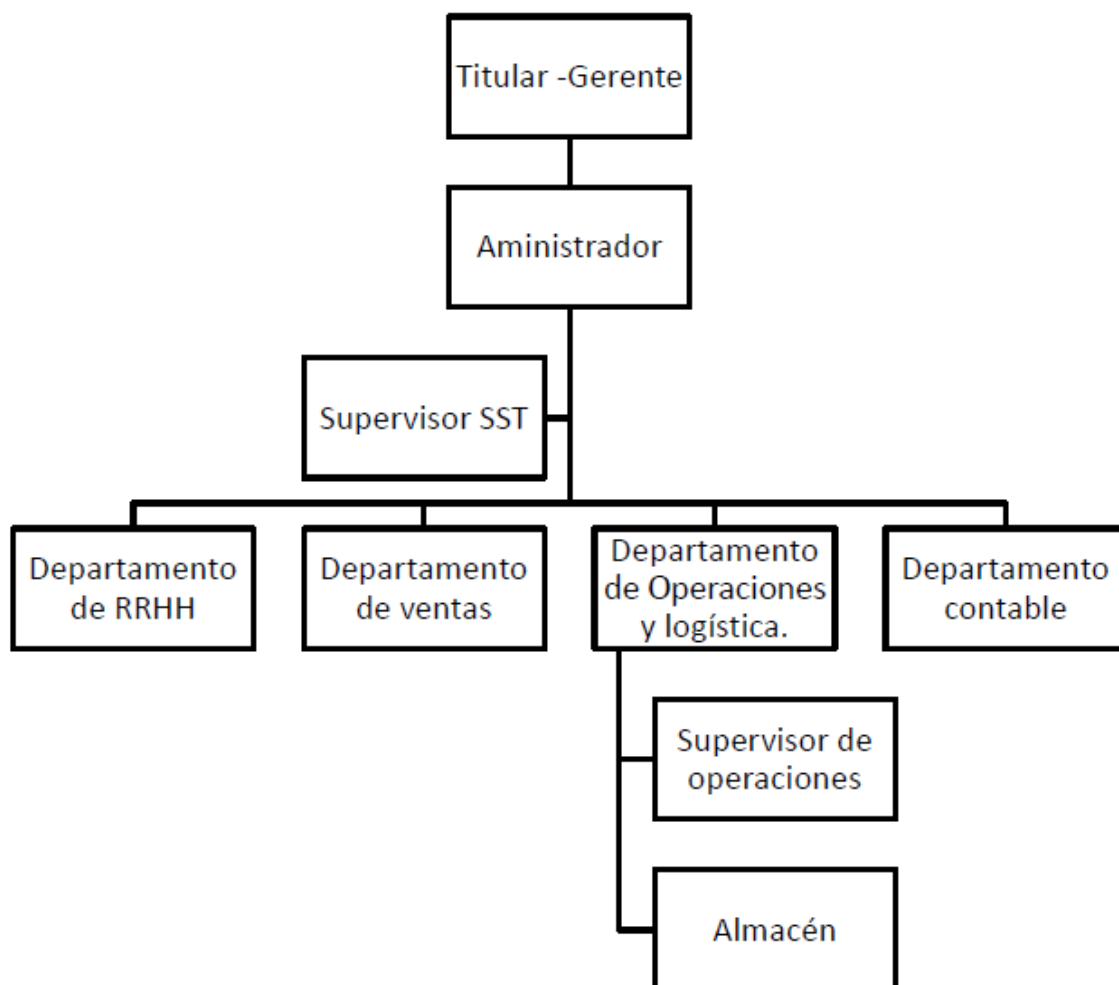 Titular -Gerente
Aministrador
Supervisor SST
Departamento
de RRHH
Departamento
de ventas
Departamento
de Operaciones
y logística.
Departamento
contable
Supervisor de
operaciones
Almacén